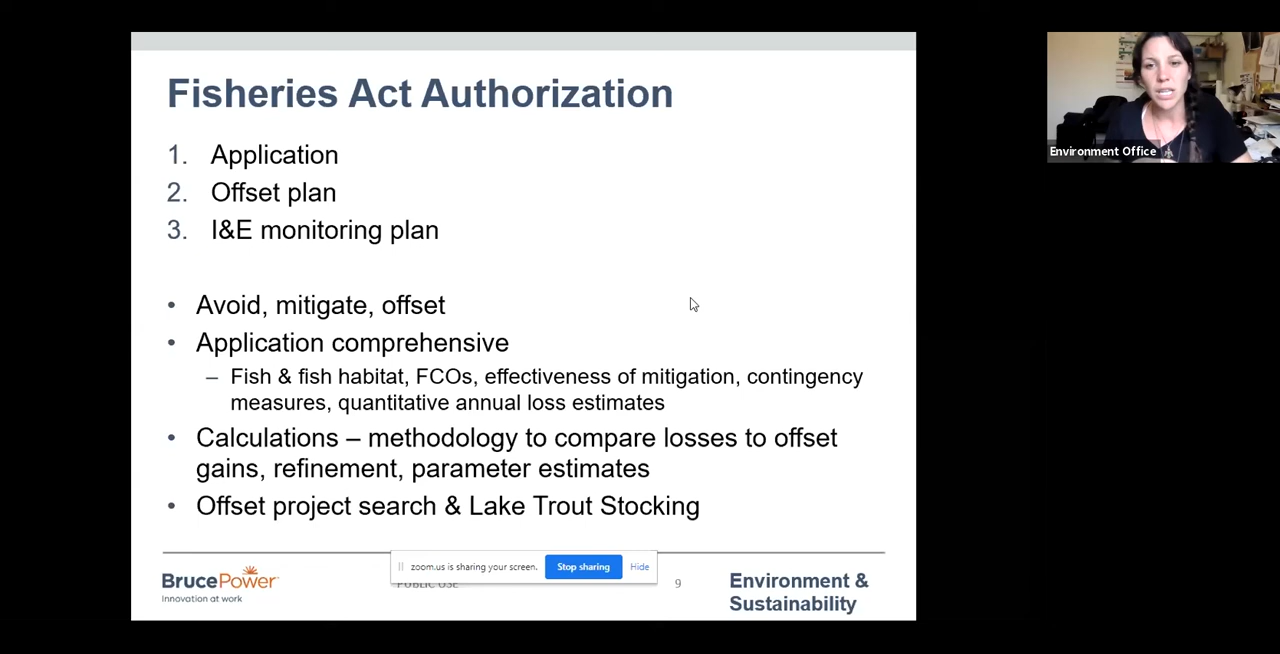 Fisheries Act Authorization
1. Application
2. Offset plan
3. I&E monitoring plan
• Avoid, mitigate, offset
• Application comprehensive
– Fish & fish habitat, FCOs, effectiveness of mitigation, contingency
measures, quantitative annual loss estimates
• Calculations – methodology to compare losses to offset
gains, refinement, parameter estimates
• Offset project search & Lake Trout Stocking
zoom.us is sharing your screen. Stop sharing Hide
BrucePower
Innovation at work
PUBLIC USE
9
Environment &
Sustainability
Environment Office